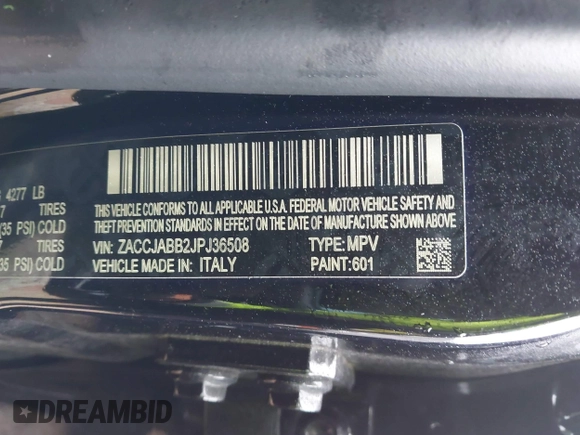 4277 LB
THIS VEHICLE CONFORMS TO ALL APPLICABLE U.S.A. FEDERAL MOTOR VEHICLE SAFETY,
TIRES BUMPER AND THEFT PREVENTION STANDARDS IN EFFECT ON THE DATE OF
(35 PSI) COLD MANUFACTURE SHOWN ABOVE.
TIRES VIN: ZACCJABB2JPJ36508 TYPE: MPV
35 PSI) COLD VEHICLE MADE IN: ITALY PAINT:601
DREAMBID